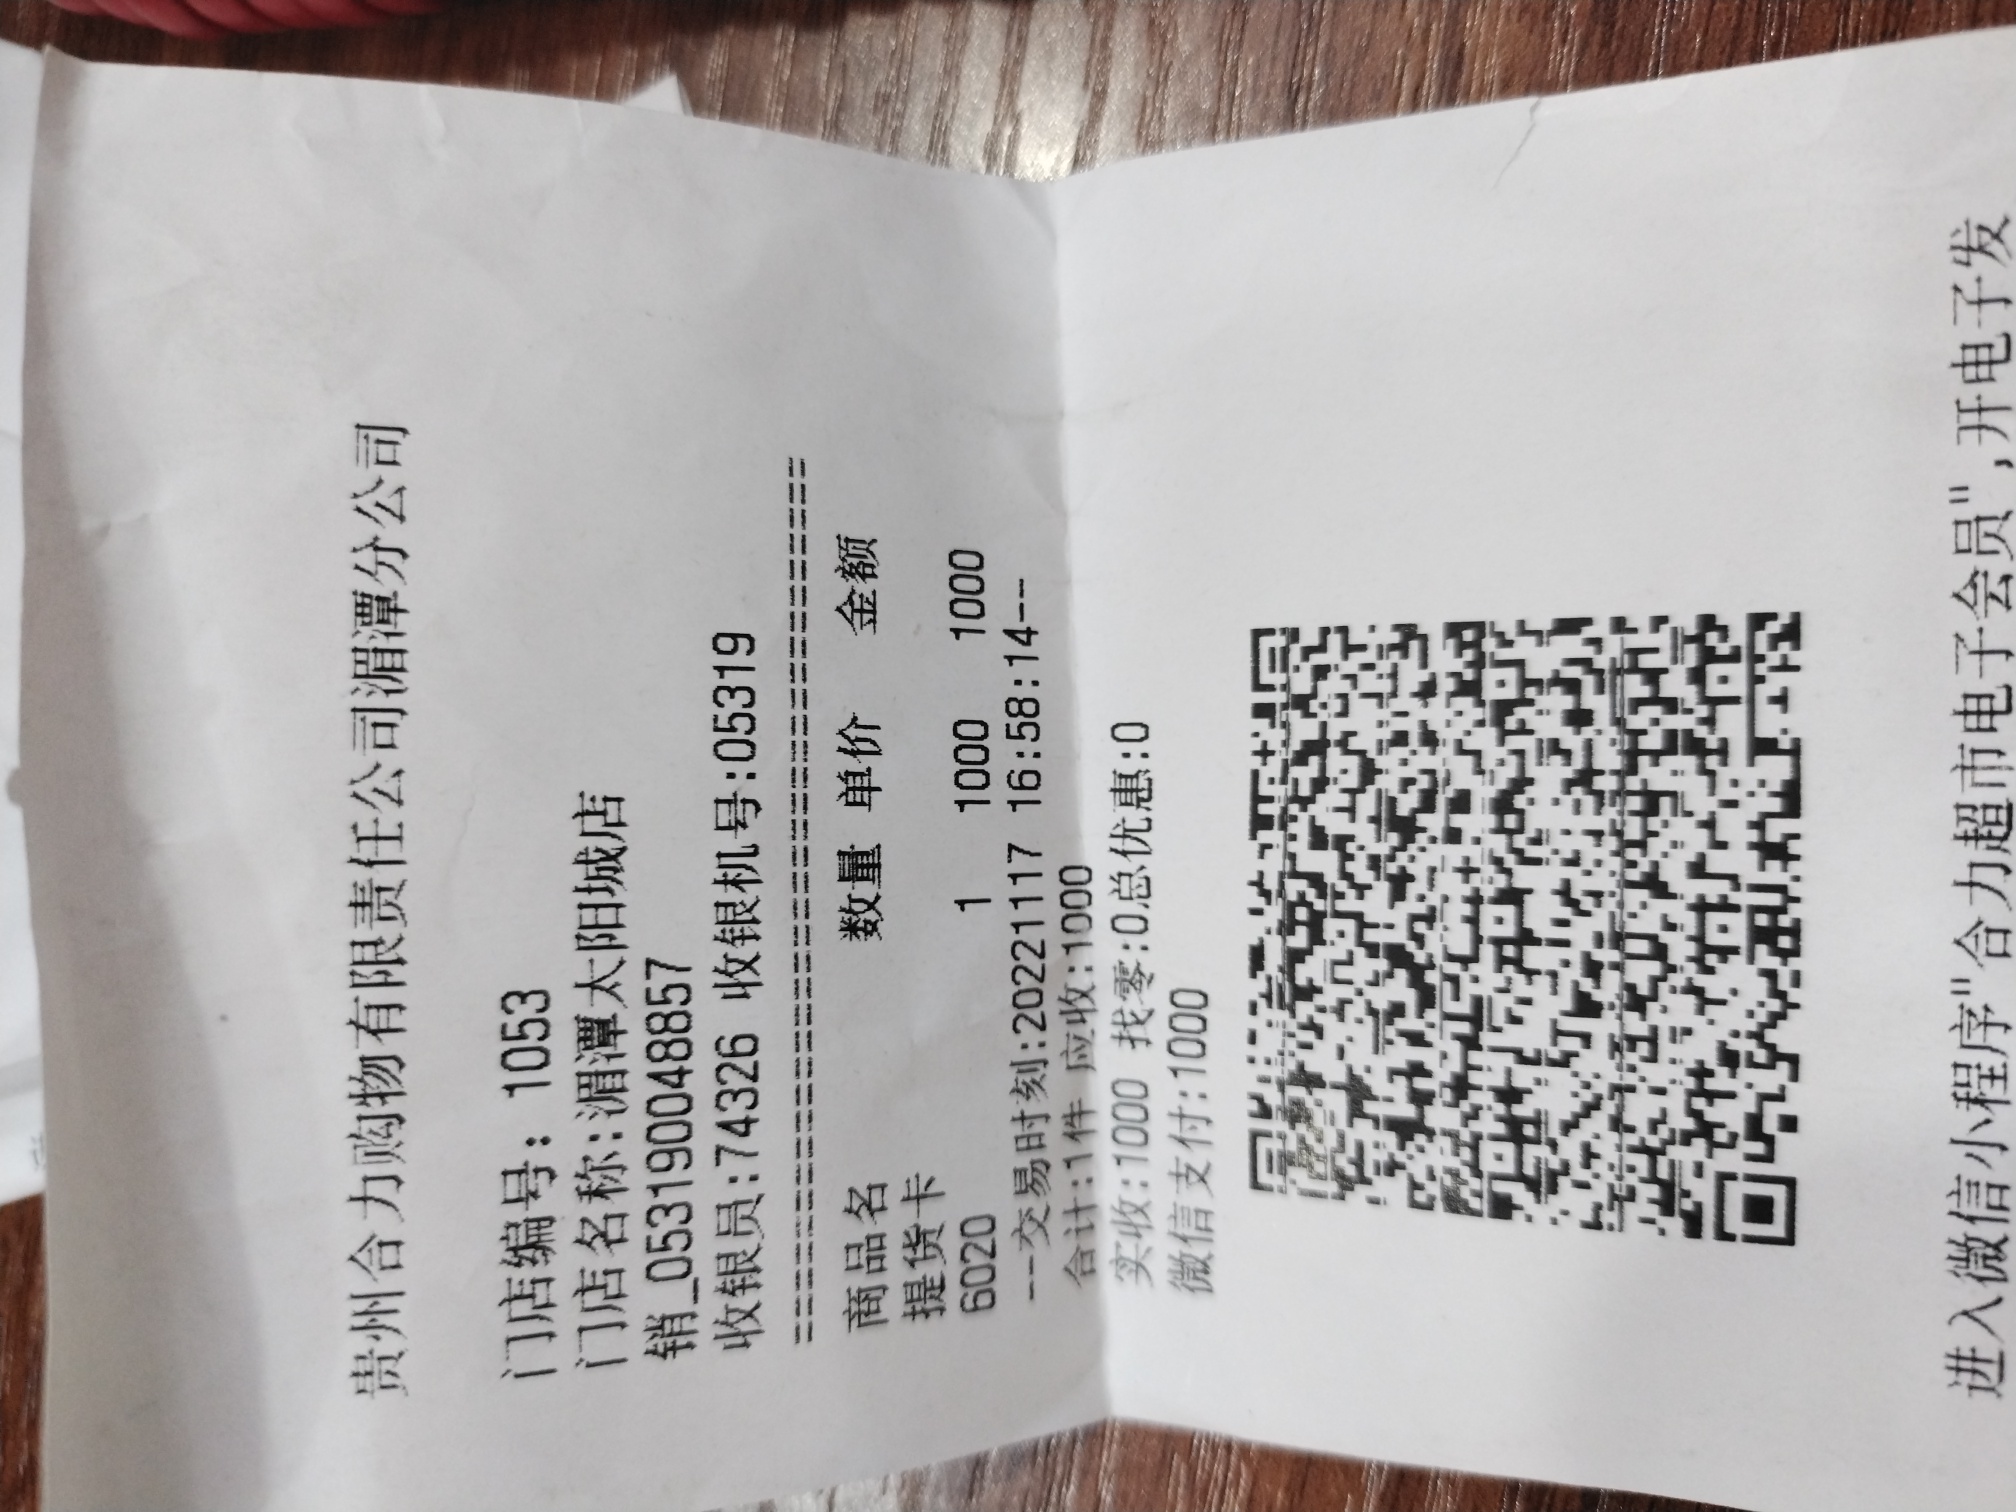 贵州合力购物有限责任公司湄潭分公司
门店编号: 1053
门店名称:湄潭太阳城店
销_053190048857
收银员:74326 收银机号:05319
商品名 数量 单价 金额
提货卡
6020 1 1000 1000
--交易时刻:20221117 16:58:14--
合计:1件 应收:1000
实收:1000 找零:0总优惠:0
微信支付:1000
进入微信小程序"合力超市电子会员",开电子发